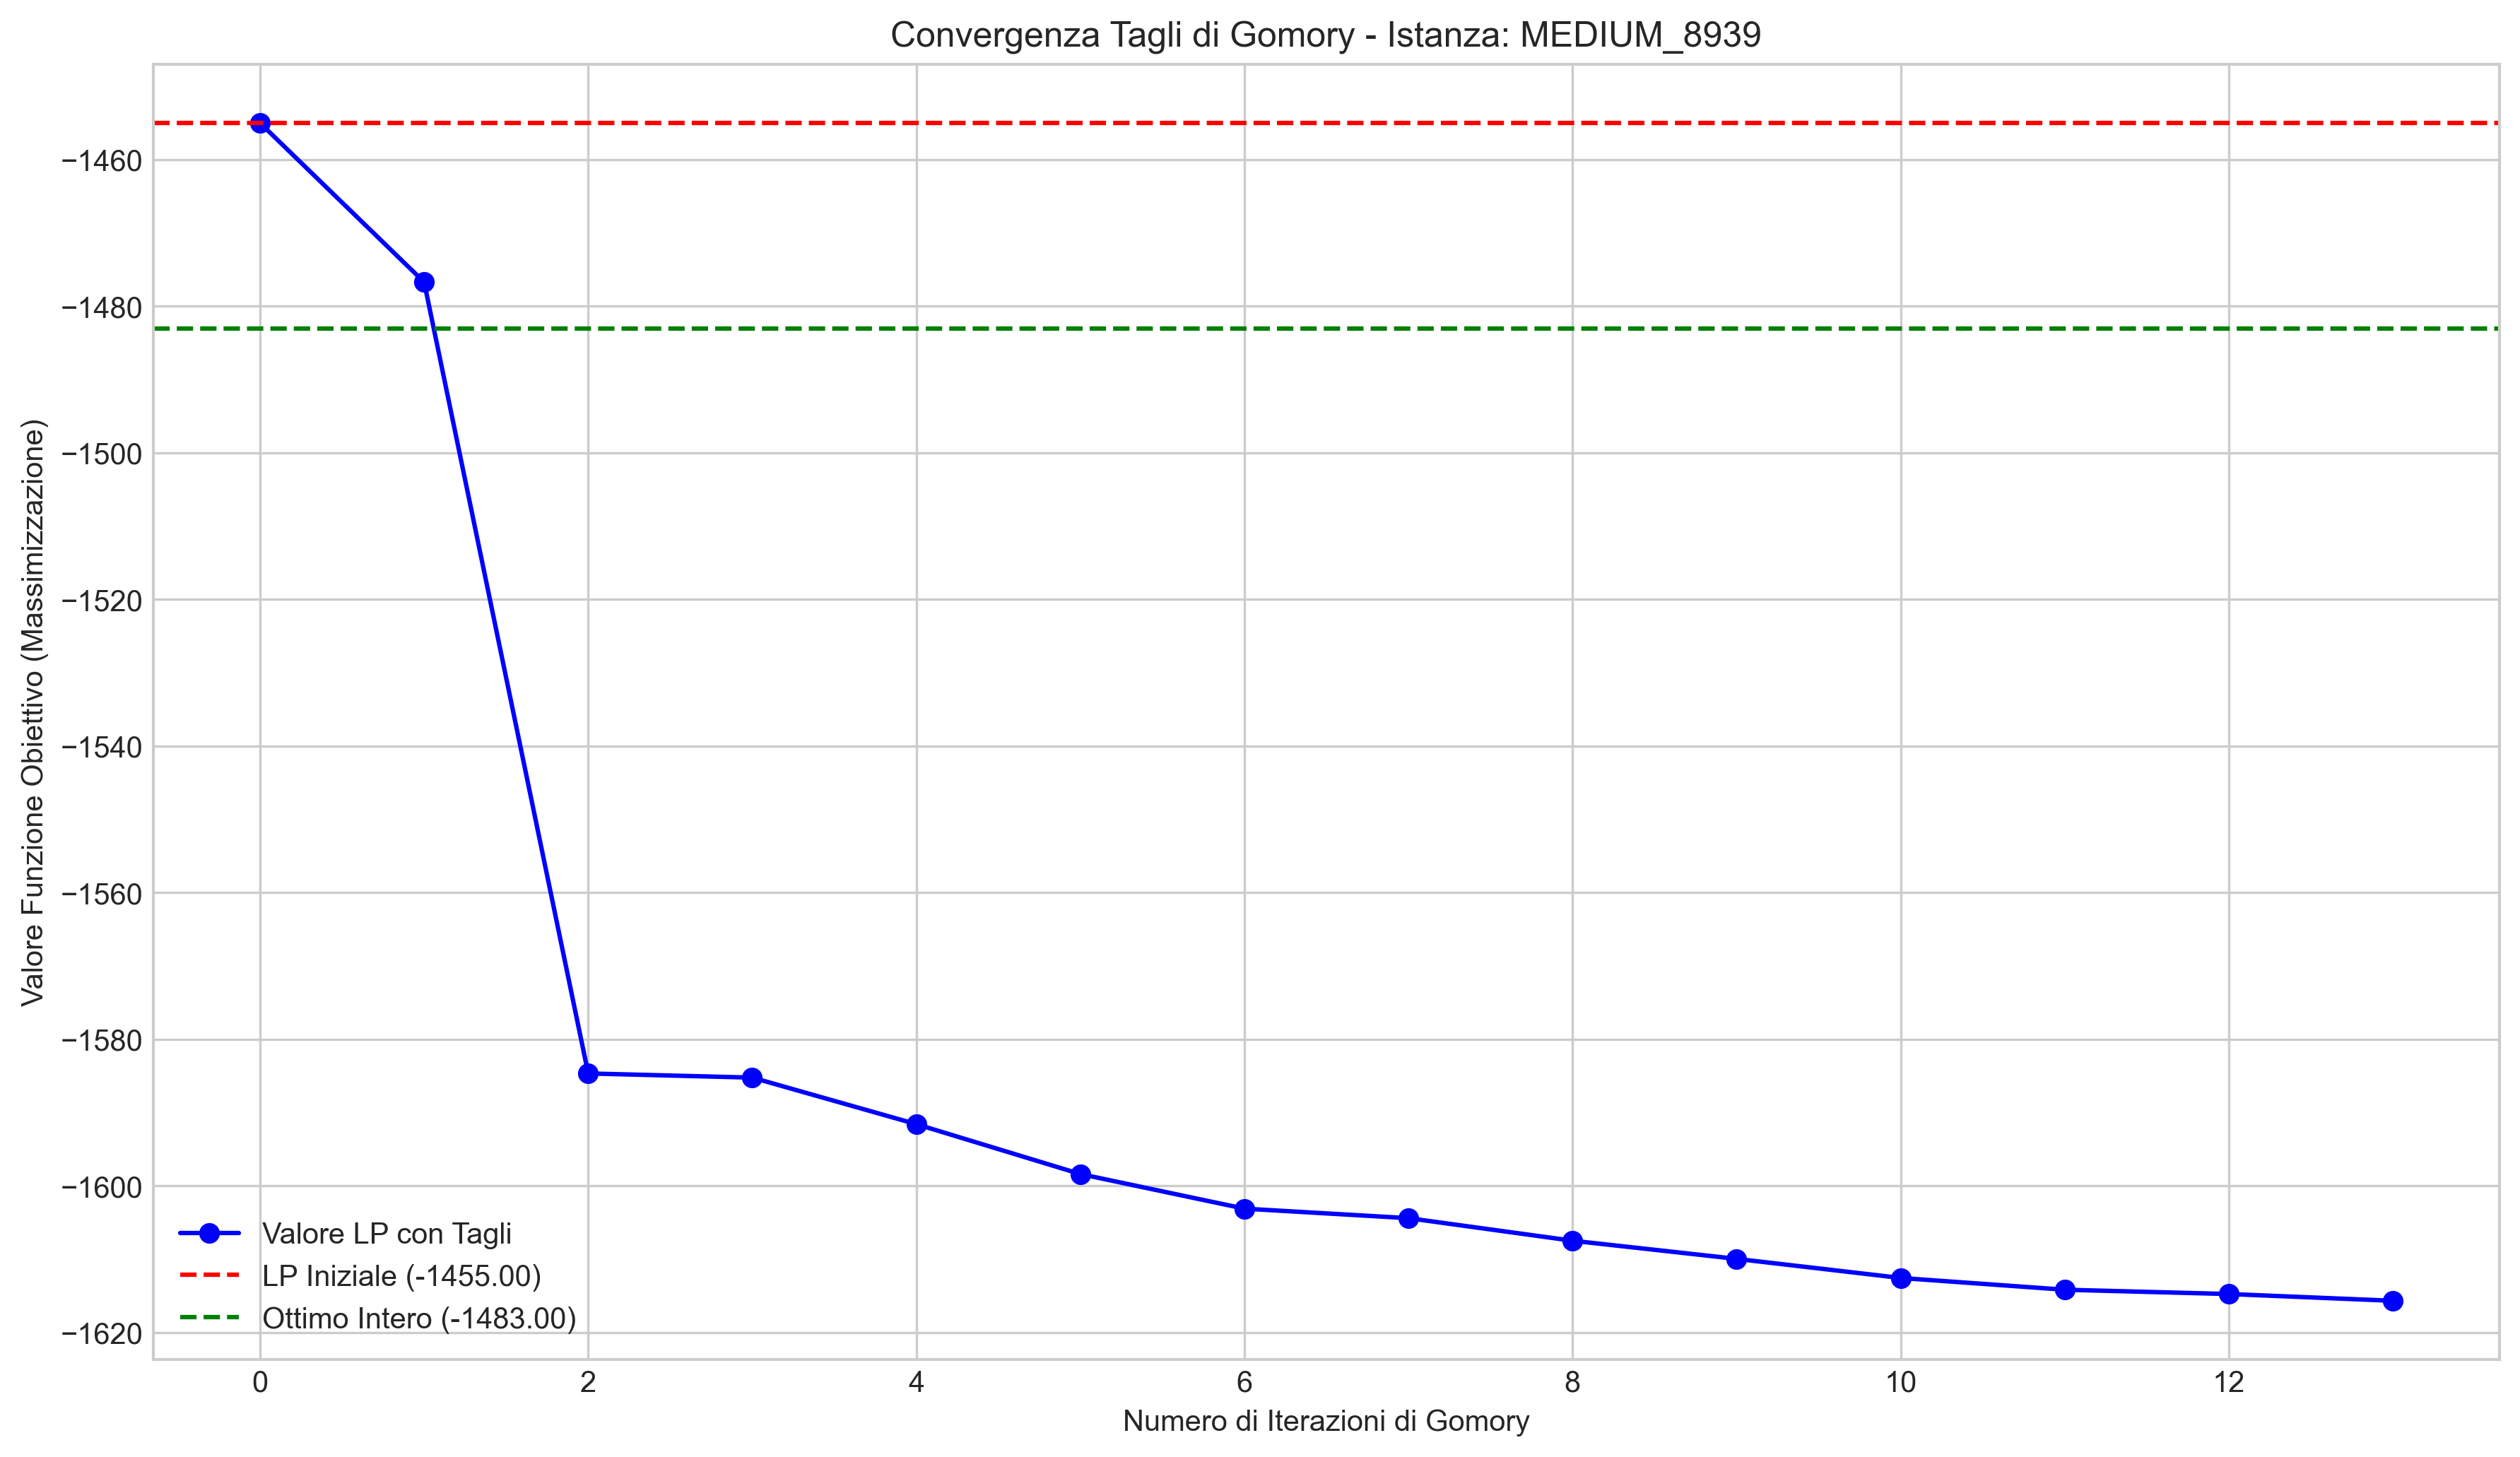 Convergenza Tagli di Gomory - Istanza: MEDIUM_8939
Valore Funzione Obiettivo (Massimizzazione)
−1460
−1480
−1500
−1520
−1540
−1560
−1580
−1600
−1620
Valore LP con Tagli
LP Iniziale (-1455.00)
Ottimo Intero (-1483.00)
0 2 4 6 8 10 12
Numero di Iterazioni di Gomory